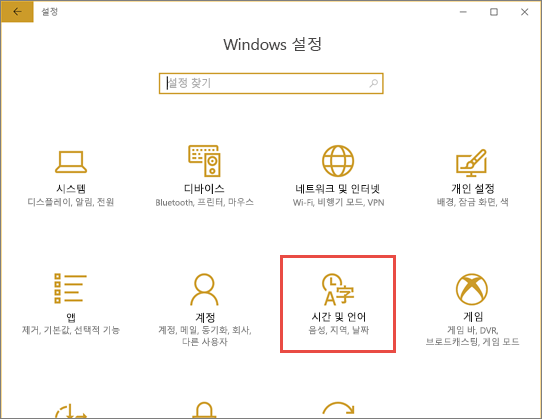 설정
Windows 설정
설정 찾기
시스템
디스플레이, 알림, 전원
디바이스
Bluetooth, 프린터, 마우스
네트워크 및 인터넷
Wi-Fi, 비행기 모드, VPN
개인 설정
배경, 잠금 화면, 색
앱
제거, 기본값, 선택적 기능
계정
계정, 메일, 동기화, 회사,
다른 사용자
A字
시간 및 언어
음성, 지역, 날짜
게임
게임 바, DVR,
브로드캐스팅, 게임 모드